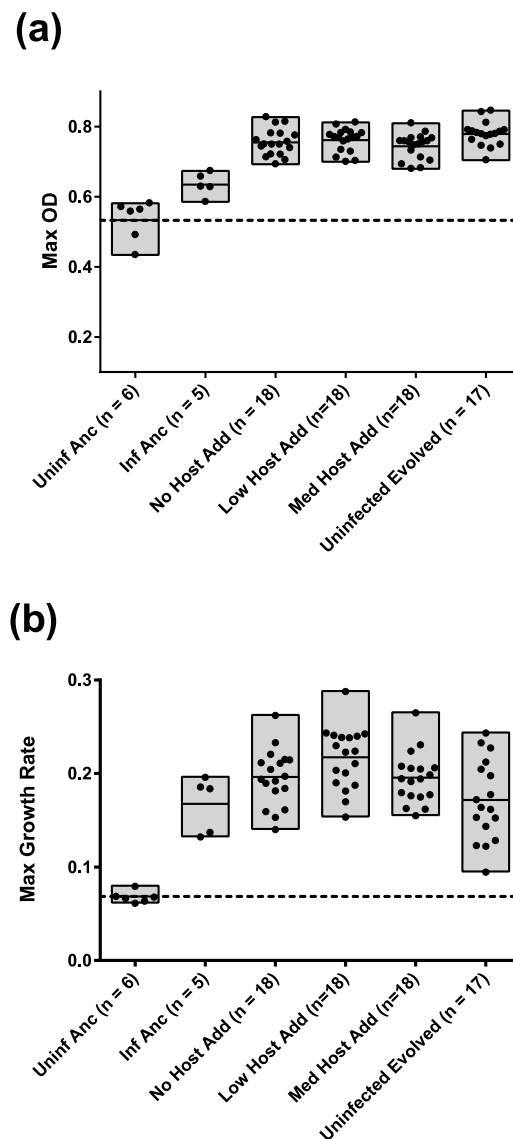 (a)
Max OD
0.8
0.6
0.4
0.2
Uninf Anc (n = 6)
Inf Anc (n = 5)
No Host Add (n = 18)
Low Host Add (n=18)
Med Host Add (n=18)
Uninfected Evolved (n = 17)
(b)
Max Growth Rate
0.3
0.2
0.1
0.0
Uninf Anc (n = 6)
Inf Anc (n = 5)
No Host Add (n = 18)
Low Host Add (n=18)
Med Host Add (n=18)
Uninfected Evolved (n = 17)